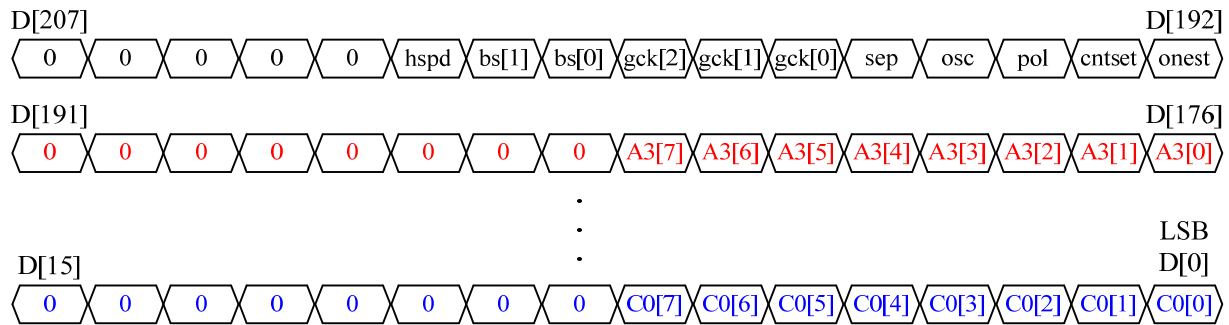 D[207] D[192]
0 0 0 0 0 hspd bs[1] bs[0] gck[2] gck[1] gck[0] sep osc pol cntset onest
D[191] D[176]
0 0 0 0 0 0 0 0 A3[7] A3[6] A3[5] A3[4] A3[3] A3[2] A3[1] A3[0]
LSB
D[15] D[0]
0 0 0 0 0 0 0 0 C0[7] C0[6] C0[5] C0[4] C0[3] C0[2] C0[1] C0[0]